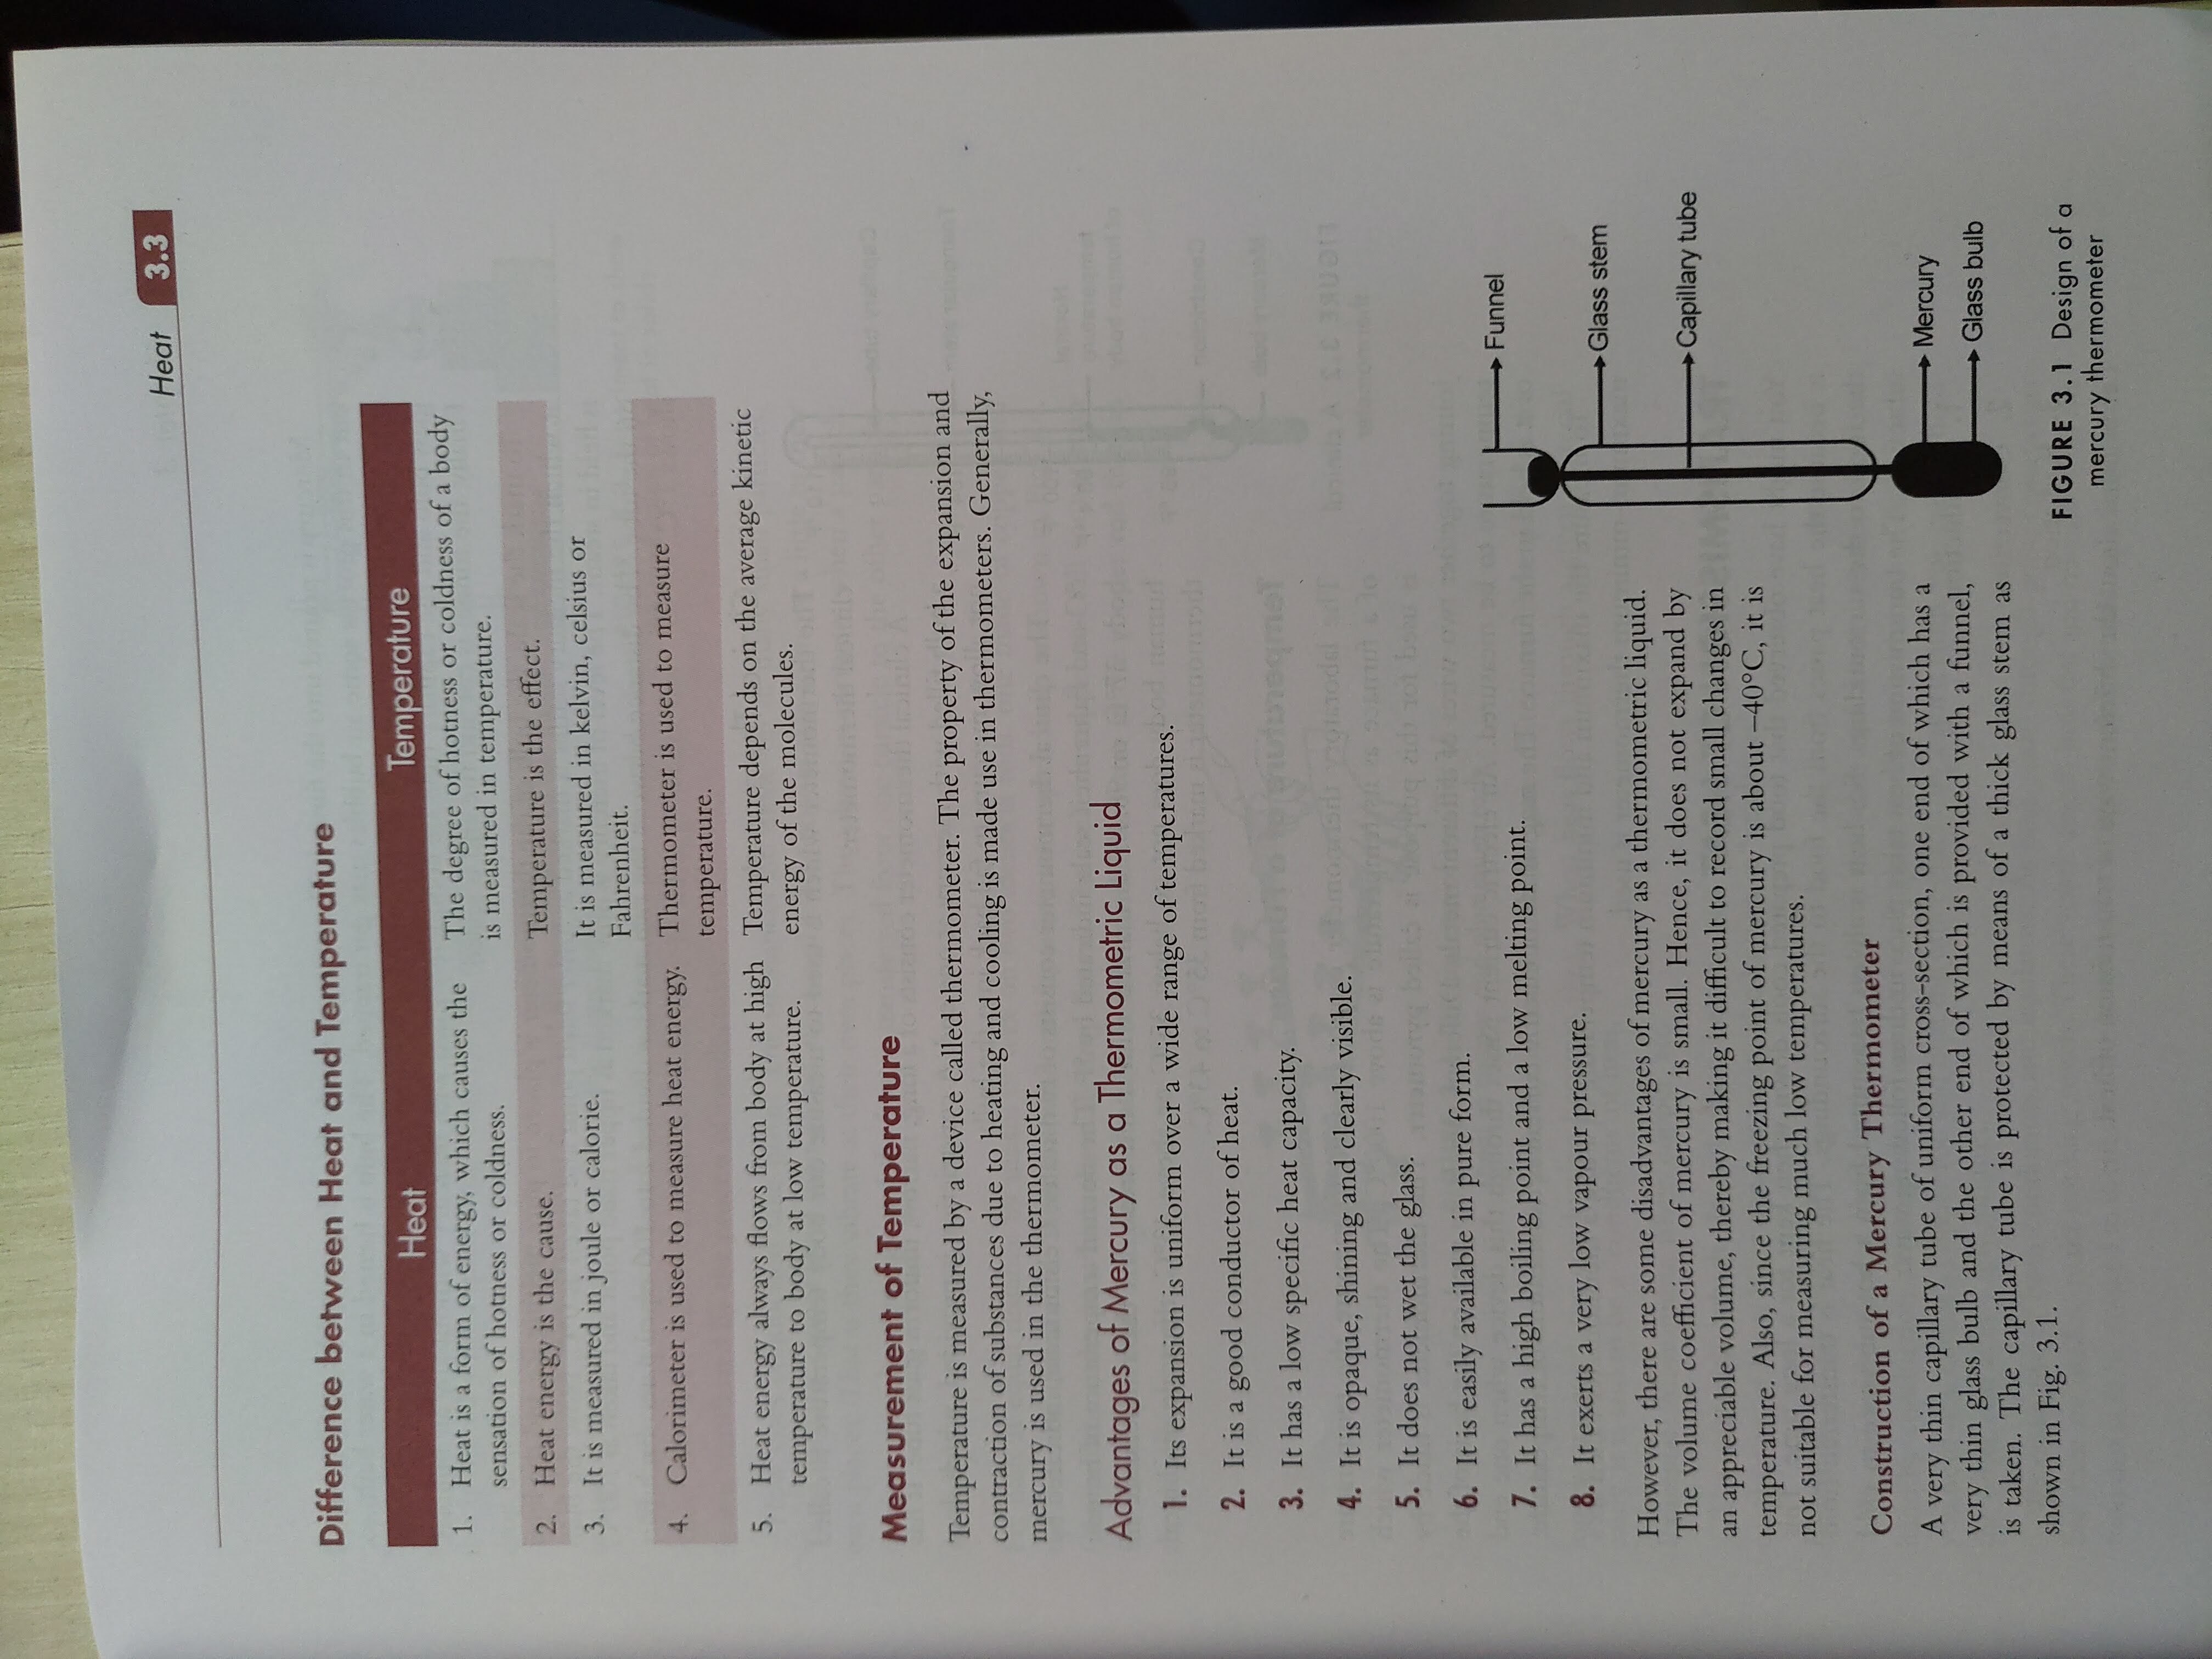 Heat 3.3
Difference between Heat and Temperature
Heat Temperature
1. Heat is a form of energy, which causes the The degree of hotness or coldness of a body
sensation of hotness or coldness. is measured in temperature.
2. Heat energy is the cause. Temperature is the effect.
3. It is measured in joule or calorie. It is measured in kelvin, celsius or
Fahrenheit.
4. Calorimeter is used to measure heat energy. Thermometer is used to measure
temperature.
5. Heat energy always flows from body at high Temperature depends on the average kinetic
temperature to body at low temperature. energy of the molecules.
Measurement of Temperature
Temperature is measured by a device called thermometer. The property of the expansion and
contraction of substances due to heating and cooling is made use in thermometers. Generally,
mercury is used in the thermometer.
Advantages of Mercury as a Thermometric Liquid
1. Its expansion is uniform over a wide range of temperatures.
2. It is a good conductor of heat.
3. It has a low specific heat capacity.
4. It is opaque, shining and clearly visible.
5. It does not wet the glass.
6. It is easily available in pure form.
7. It has a high boiling point and a low melting point.
8. It exerts a very low vapour pressure.
However, there are some disadvantages of mercury as a thermometric liquid.
The volume coefficient of mercury is small. Hence, it does not expand by
an appreciable volume, thereby making it difficult to record small changes in
temperature. Also, since the freezing point of mercury is about –40°C, it is
not suitable for measuring much low temperatures.
Construction of a Mercury Thermometer
A very thin capillary tube of uniform cross-section, one end of which has a
very thin glass bulb and the other end of which is provided with a funnel,
is taken. The capillary tube is protected by means of a thick glass stem as
shown in Fig. 3.1.
Funnel
Glass stem
Capillary tube
Mercury
Glass bulb
FIGURE 3.1 Design of a
mercury thermometer